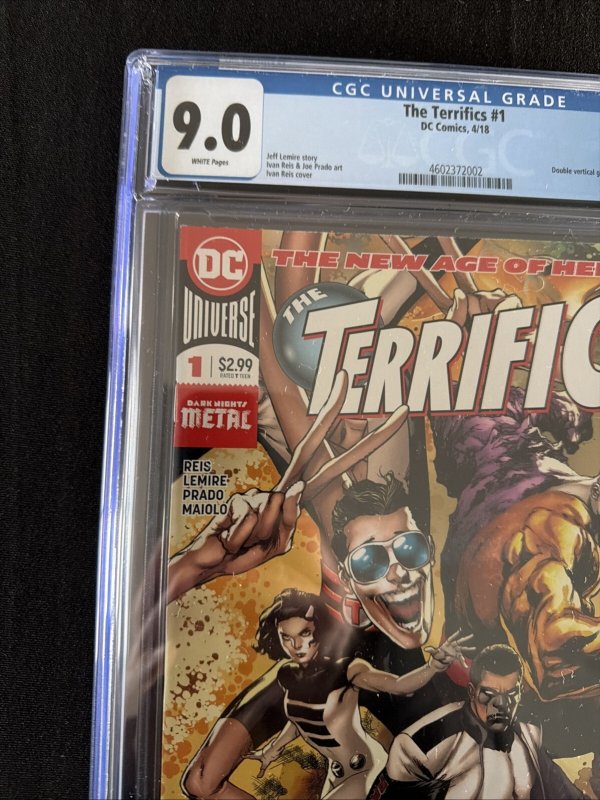 CGC UNIVERSAL GRADE
9.0
WHITE Pages
The Terrifics #1
DC Comics, 4/18
Jeff Lemire story
Ivan Reis & Joe Prado art
Ivan Reis cover
4602372002
Double vertical g
CGC
DC
UNIVERSE
1 $2.99
RATED T TEEN
DARK NIGHTS
METAL
REIS
LEMIRE
PRADO
MAIOLO
THE NEW AGE OF HE
THE
TERRIFIC